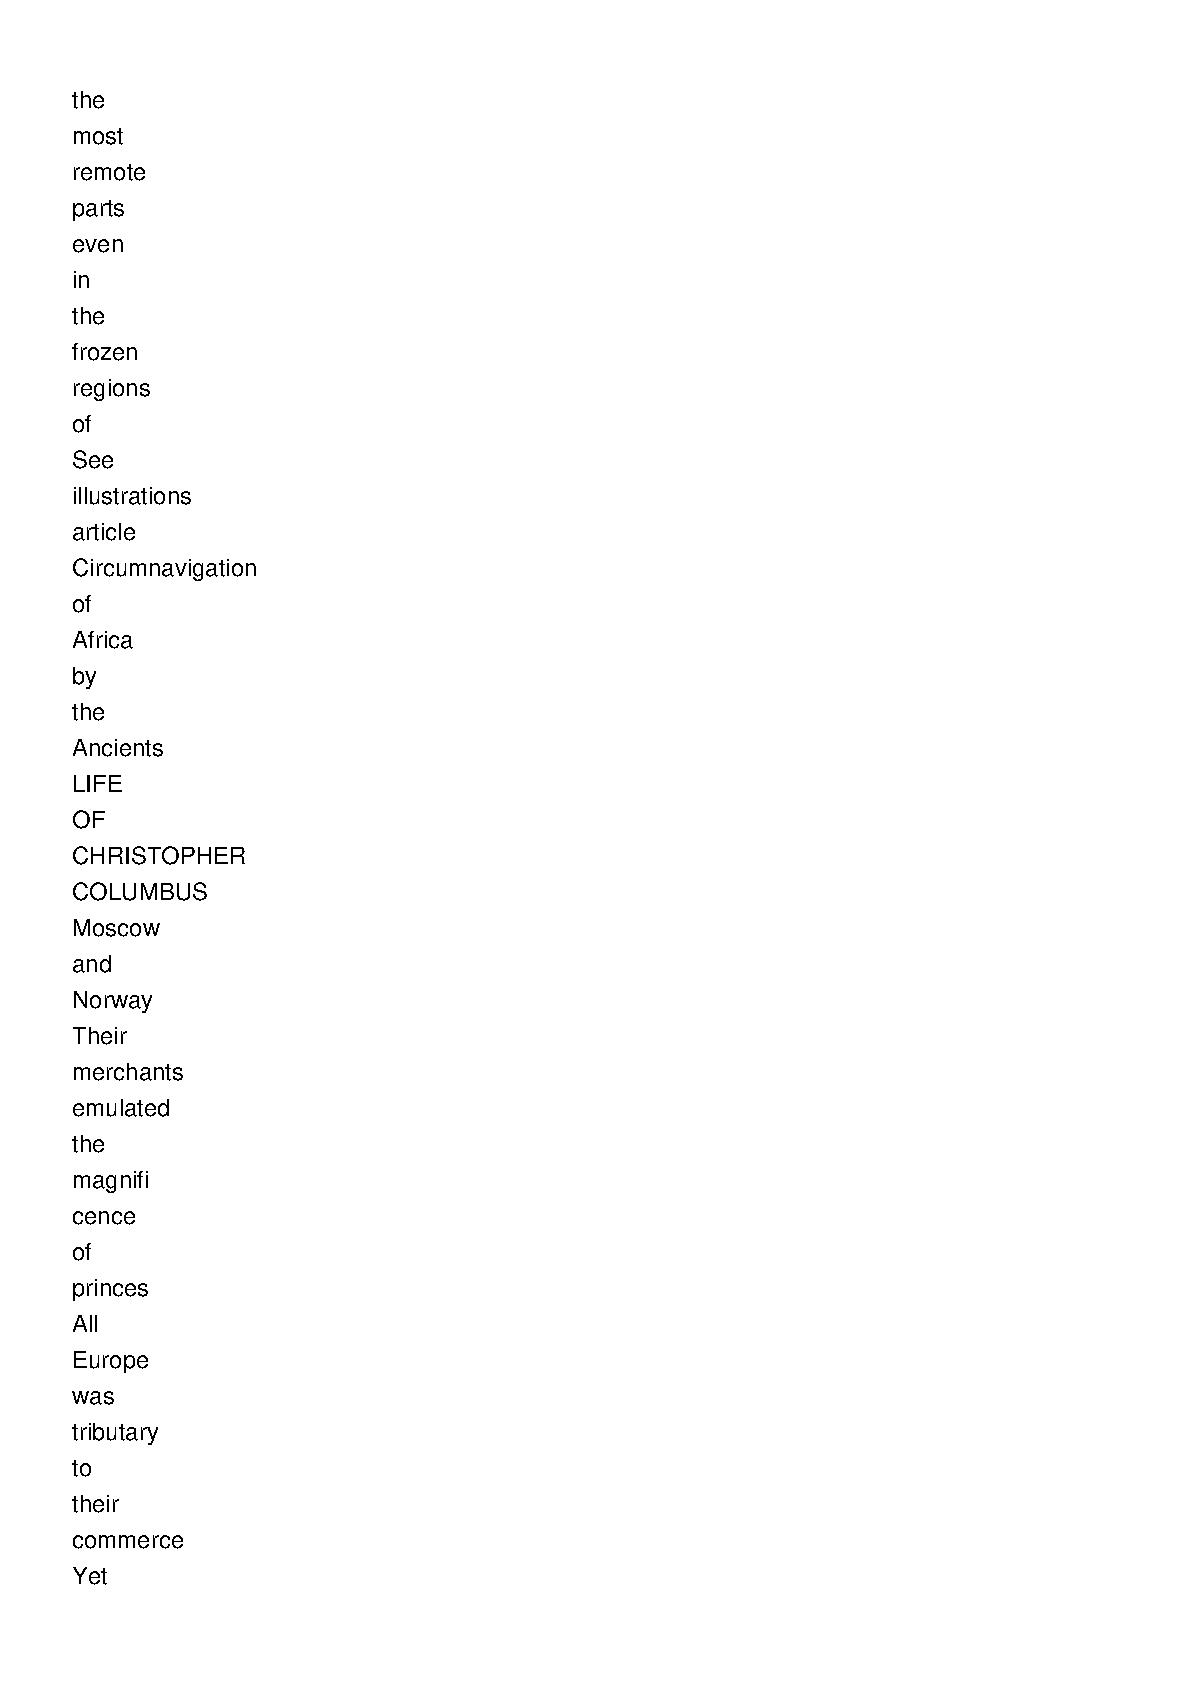 the
most
remote
parts
even
in
the
frozen
regions
of
See
illustrations
article
Circumnavigation
of
Africa
by
the
Ancients
LIFE
OF
CHRISTOPHER
COLUMBUS
Moscow
and
Norway
Their
merchants
emulated
the
magnifi
cence
of
princes
All
Europe
was
tributary
to
their
commerce
Yet